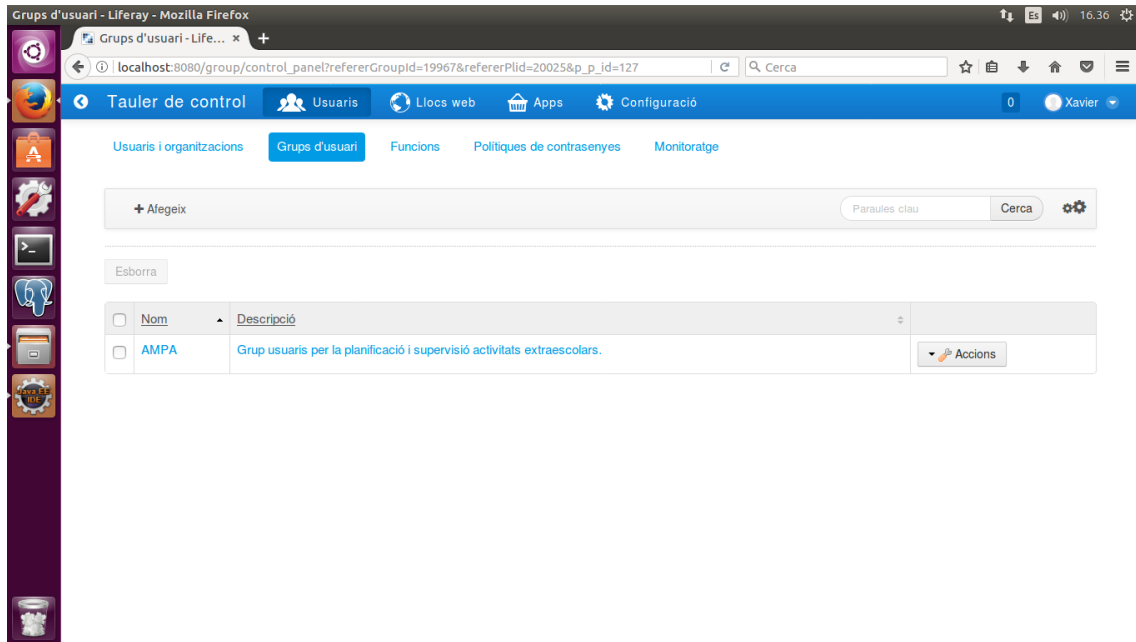 Grups d'usuari - Liferay - Mozilla Firefox
Es 16.36
Grups d'usuari - Life... × +
localhost:8080/group/control_panel?refererGroupId=19967&refererPlid=20025&p_p_id=127
Cerca
Tauler de control Usuaris Llocs web Apps Configuració 0 Xavier
Usuaris i organitzacions Grups d'usuari Funcions Polítiques de contrasenyes Monitoratge
+ Afegeix Paraules clau Cerca
Esborra
Nom Descripció
AMPA Grup usuaris per la planificació i supervisió activitats extraescolars. Accions
Java EE
IDE